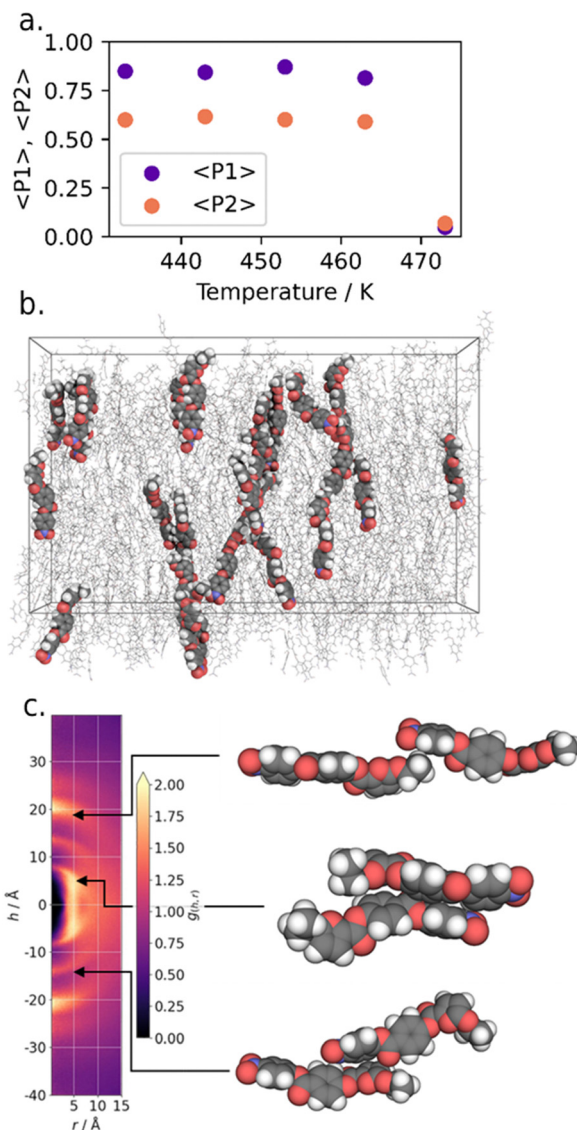 a.
<P1>, <P2>
1.00
0.75
0.50
0.25
0.00
<P1>
<P2>
440 450 460 470
Temperature / K
b.
c.
h / Å
30
20
10
0
-10
-20
-30
-40
5 10 15
r / Å
2.00
1.75
1.50
1.25
1.00
0.75
0.50
0.25
0.00
g(h,r)